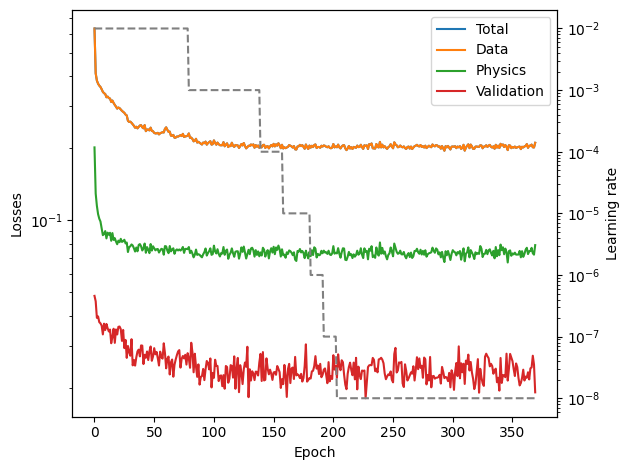 Total
Data
Physics
Validation
Losses
10⁻¹
Learning rate
10⁻²
10⁻³
10⁻⁴
10⁻⁵
10⁻⁶
10⁻⁷
10⁻⁸
0 50 100 150 200 250 300 350
Epoch